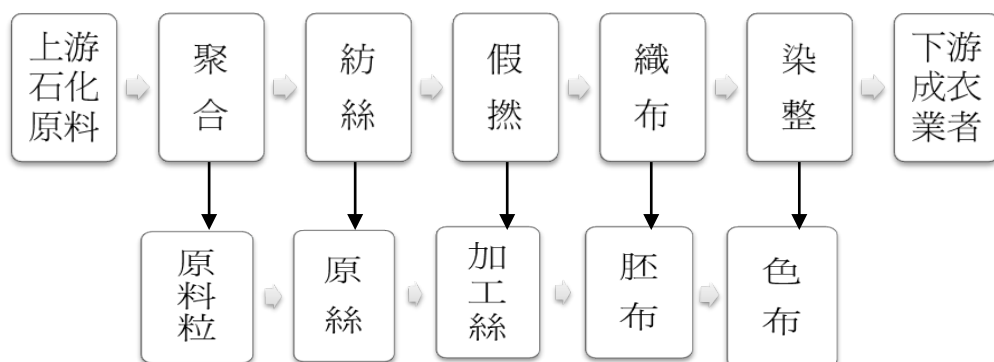 上游
石化
原料
聚
合
紡
絲
假
撚
織
布
染
整
下游
成衣
業者
原
料
粒
原
絲
加
工
絲
胚
布
色
布